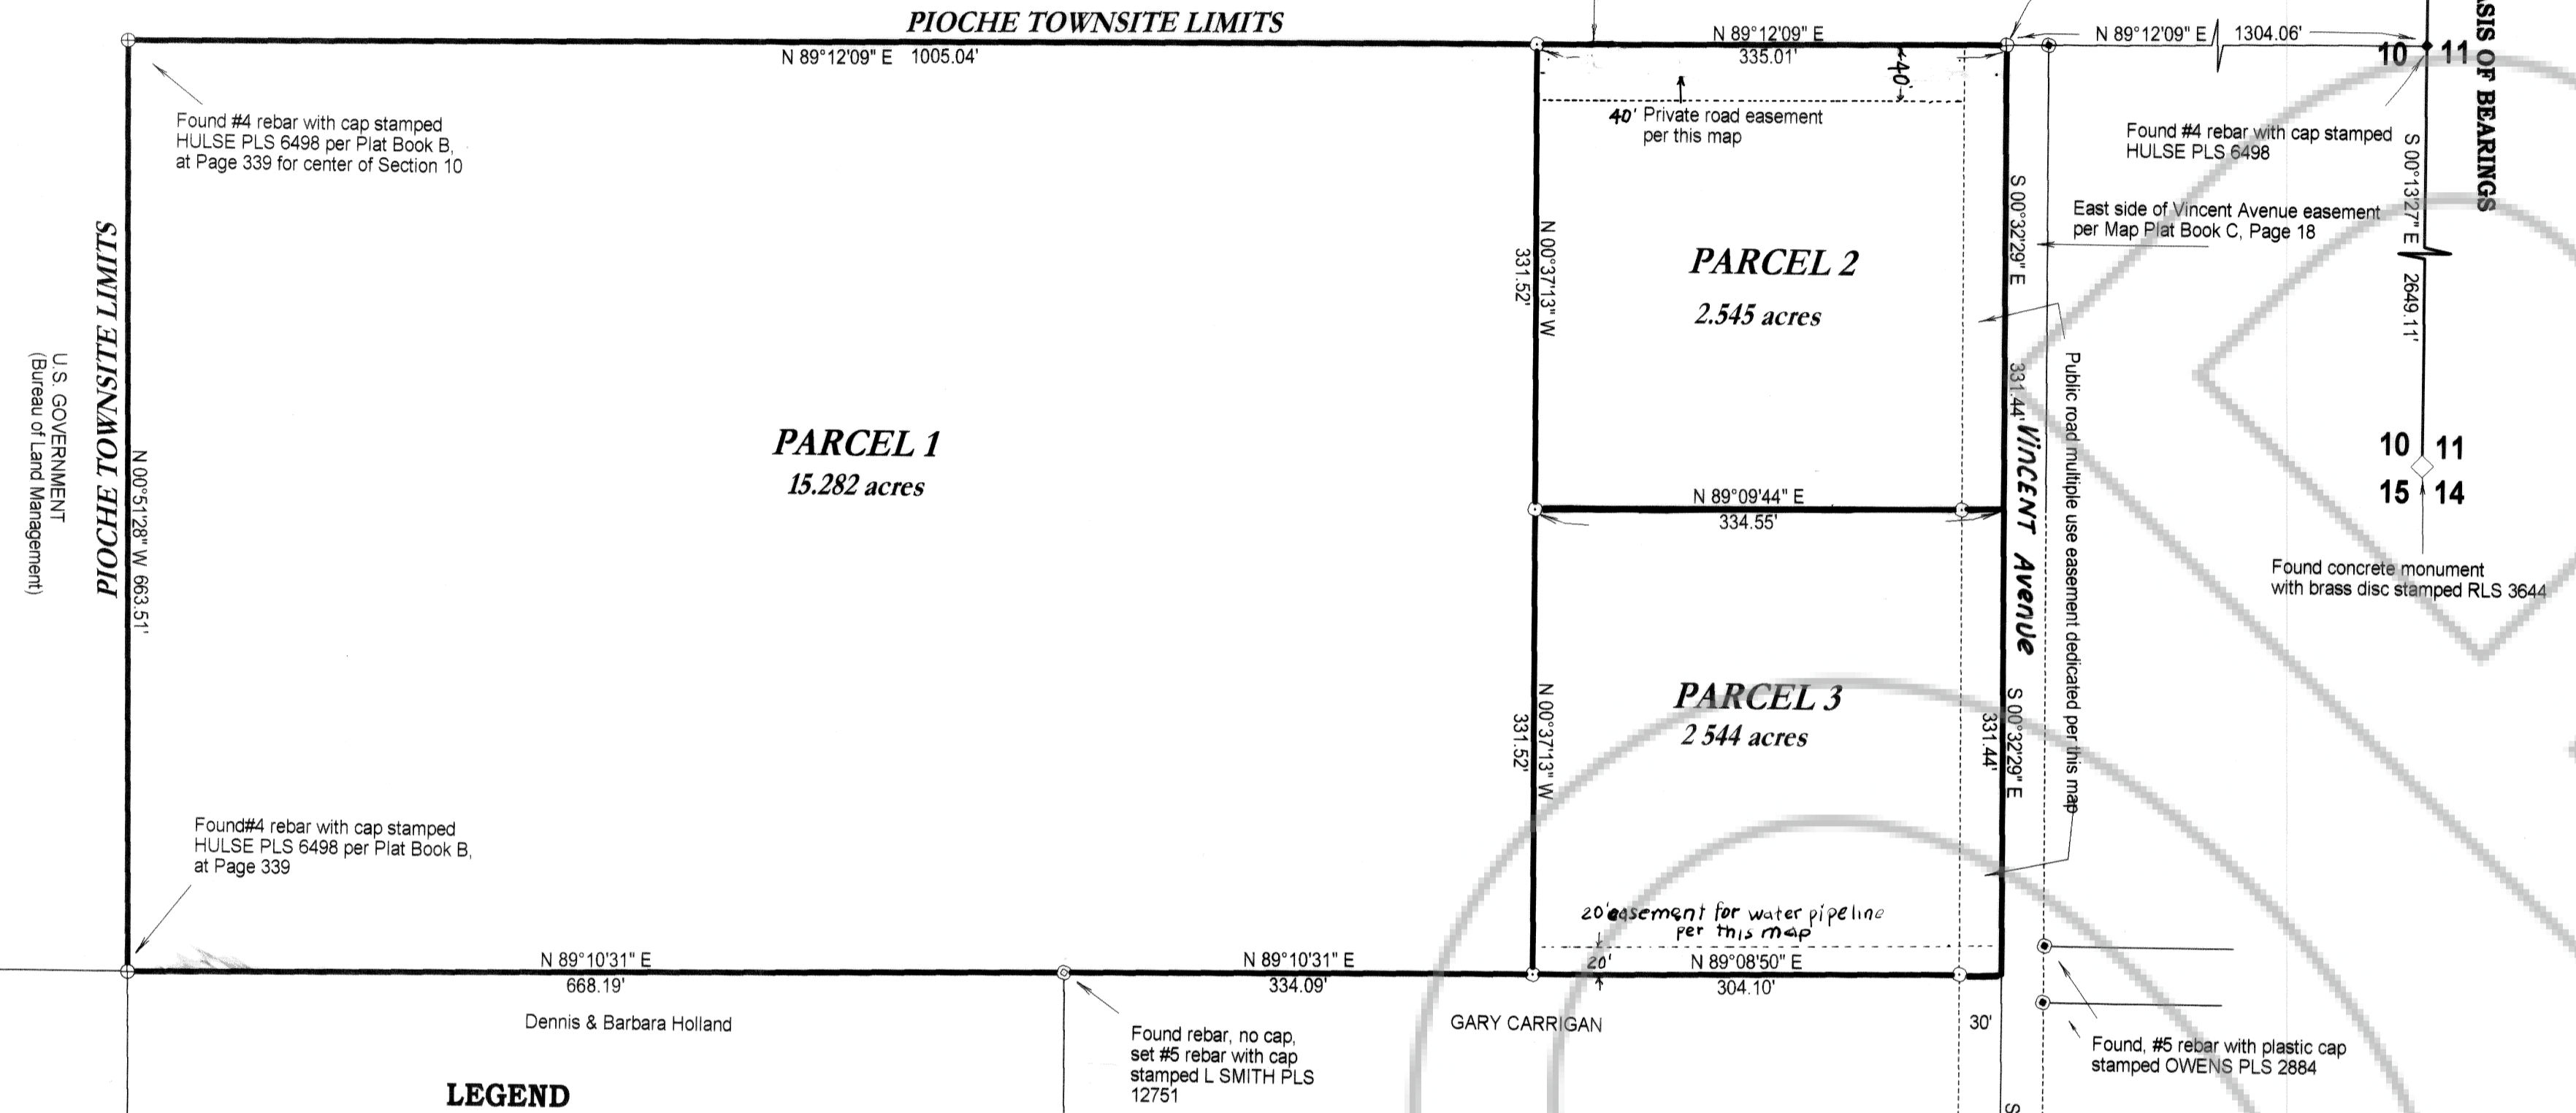 PIOCHE TOWNSITE LIMITS
N 89°12'09" E 1005.04'
N 89°12'09" E
335.01'
N 89°12'09" E 1304.06'
10 11
BASIS OF BEARINGS
Found #4 rebar with cap stamped
HULSE PLS 6498 per Plat Book B,
at Page 339 for center of Section 10
40'
40' Private road easement
per this map
Found #4 rebar with cap stamped
HULSE PLS 6498
S 00°13'27" E 2649.11'
East side of Vincent Avenue easement
per Map Plat Book C, Page 18
S 00°32'29" E 331.44'
N 00°37'13" W
331.52'
PARCEL 2
2.545 acres
PIOCHE TOWNSITE LIMITS
U.S. GOVERNMENT
(Bureau of Land Management)
N 00°51'28" W 663.51'
PARCEL 1
15.282 acres
VINCENT AVENUE
Public road multiple use easement dedicated per this map
10 11
15 14
N 89°09'44" E
334.55'
Found concrete monument
with brass disc stamped RLS 3644
N 00°37'13" W
331.52'
PARCEL 3
2 544 acres
S 00°32'29" E
331.44'
Found#4 rebar with cap stamped
HULSE PLS 6498 per Plat Book B,
at Page 339
20' easement for water pipeline
per this map
N 89°10'31" E
668.19'
N 89°10'31" E
334.09'
20'
N 89°08'50" E
304.10'
Dennis & Barbara Holland
GARY CARRIGAN
30'
Found rebar, no cap,
set #5 rebar with cap
stamped L SMITH PLS
12751
Found, #5 rebar with plastic cap
stamped OWENS PLS 2884
LEGEND
S